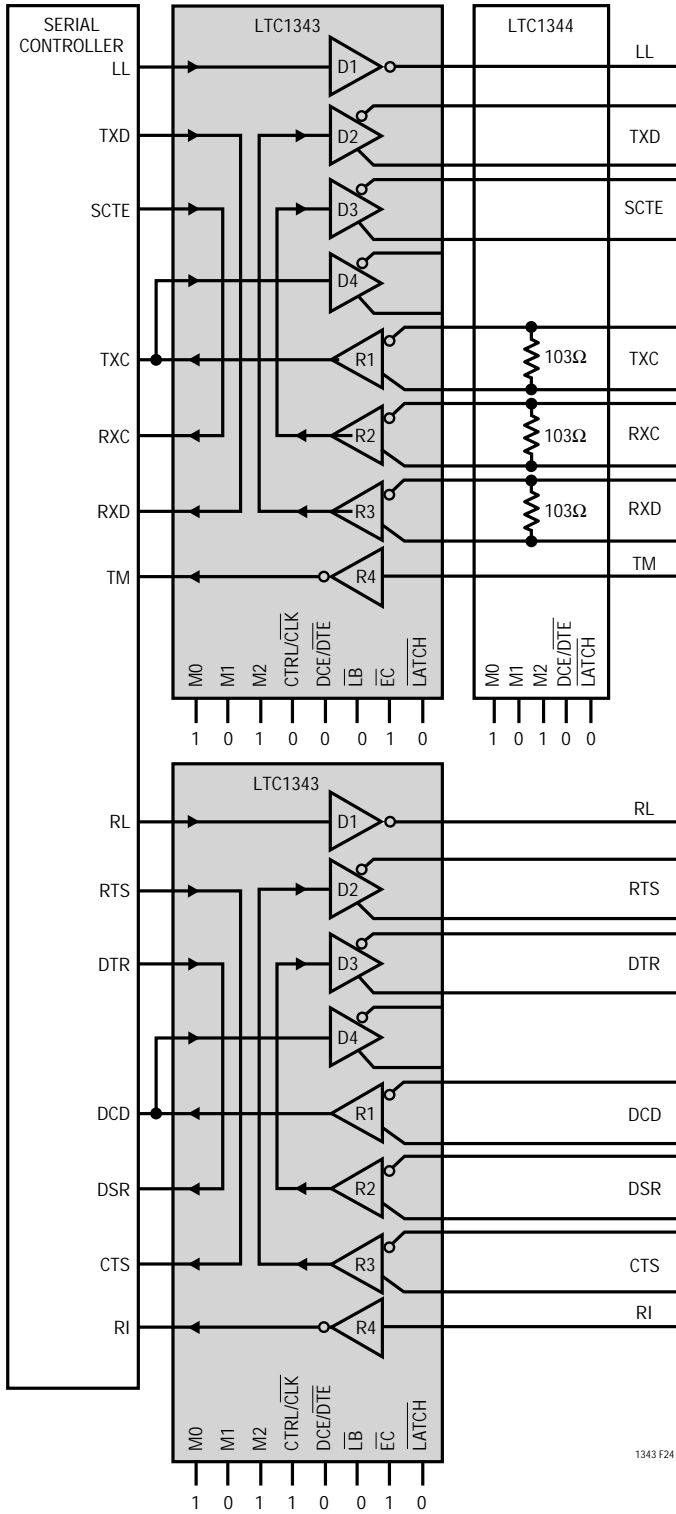 SERIAL
CONTROLLER
LTC1343
LTC1344
LL
LL
D1
TXD
D2
TXD
SCTE
D3
SCTE
D4
TXC
R1
103Ω
TXC
RXC
R2
103Ω
RXC
RXD
R3
103Ω
RXD
TM
R4
TM
M0
M1
M2
CTRL/CLK
DCE/DTE
LB
EC
LATCH
M0
M1
M2
DCE/DTE
LATCH
1 0 1 0 0 0 1 0
1 0 1 0 0
LTC1343
RL
D1
RL
RTS
D2
RTS
DTR
D3
DTR
D4
DCD
R1
DCD
DSR
R2
DSR
CTS
R3
CTS
RI
R4
RI
M0
M1
M2
CTRL/CLK
DCE/DTE
LB
EC
LATCH
1 0 1 1 0 0 1 0
1343 F24